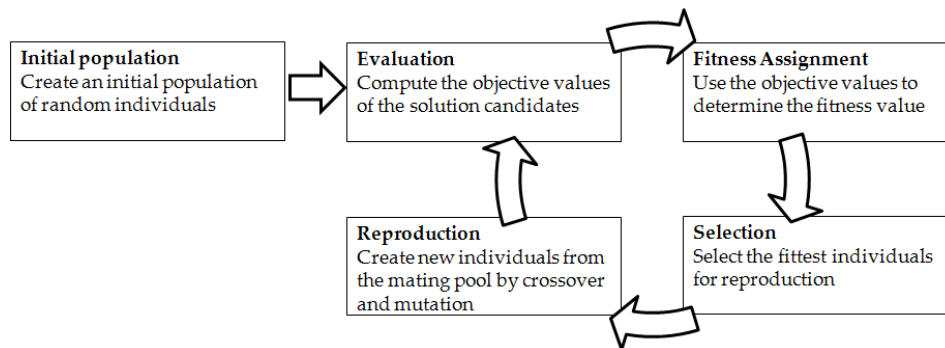 Initial population
Create an initial population
of random individuals
Evaluation
Compute the objective values
of the solution candidates
Fitness Assignment
Use the objective values to
determine the fitness value
Reproduction
Create new individuals from
the mating pool by crossover
and mutation
Selection
Select the fittest individuals
for reproduction